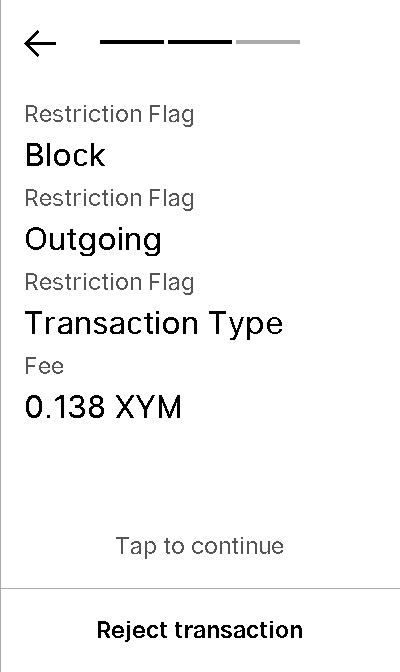 Restriction Flag
Block
Restriction Flag
Outgoing
Restriction Flag
Transaction Type
Fee
0.138 XYM
Tap to continue
Reject transaction